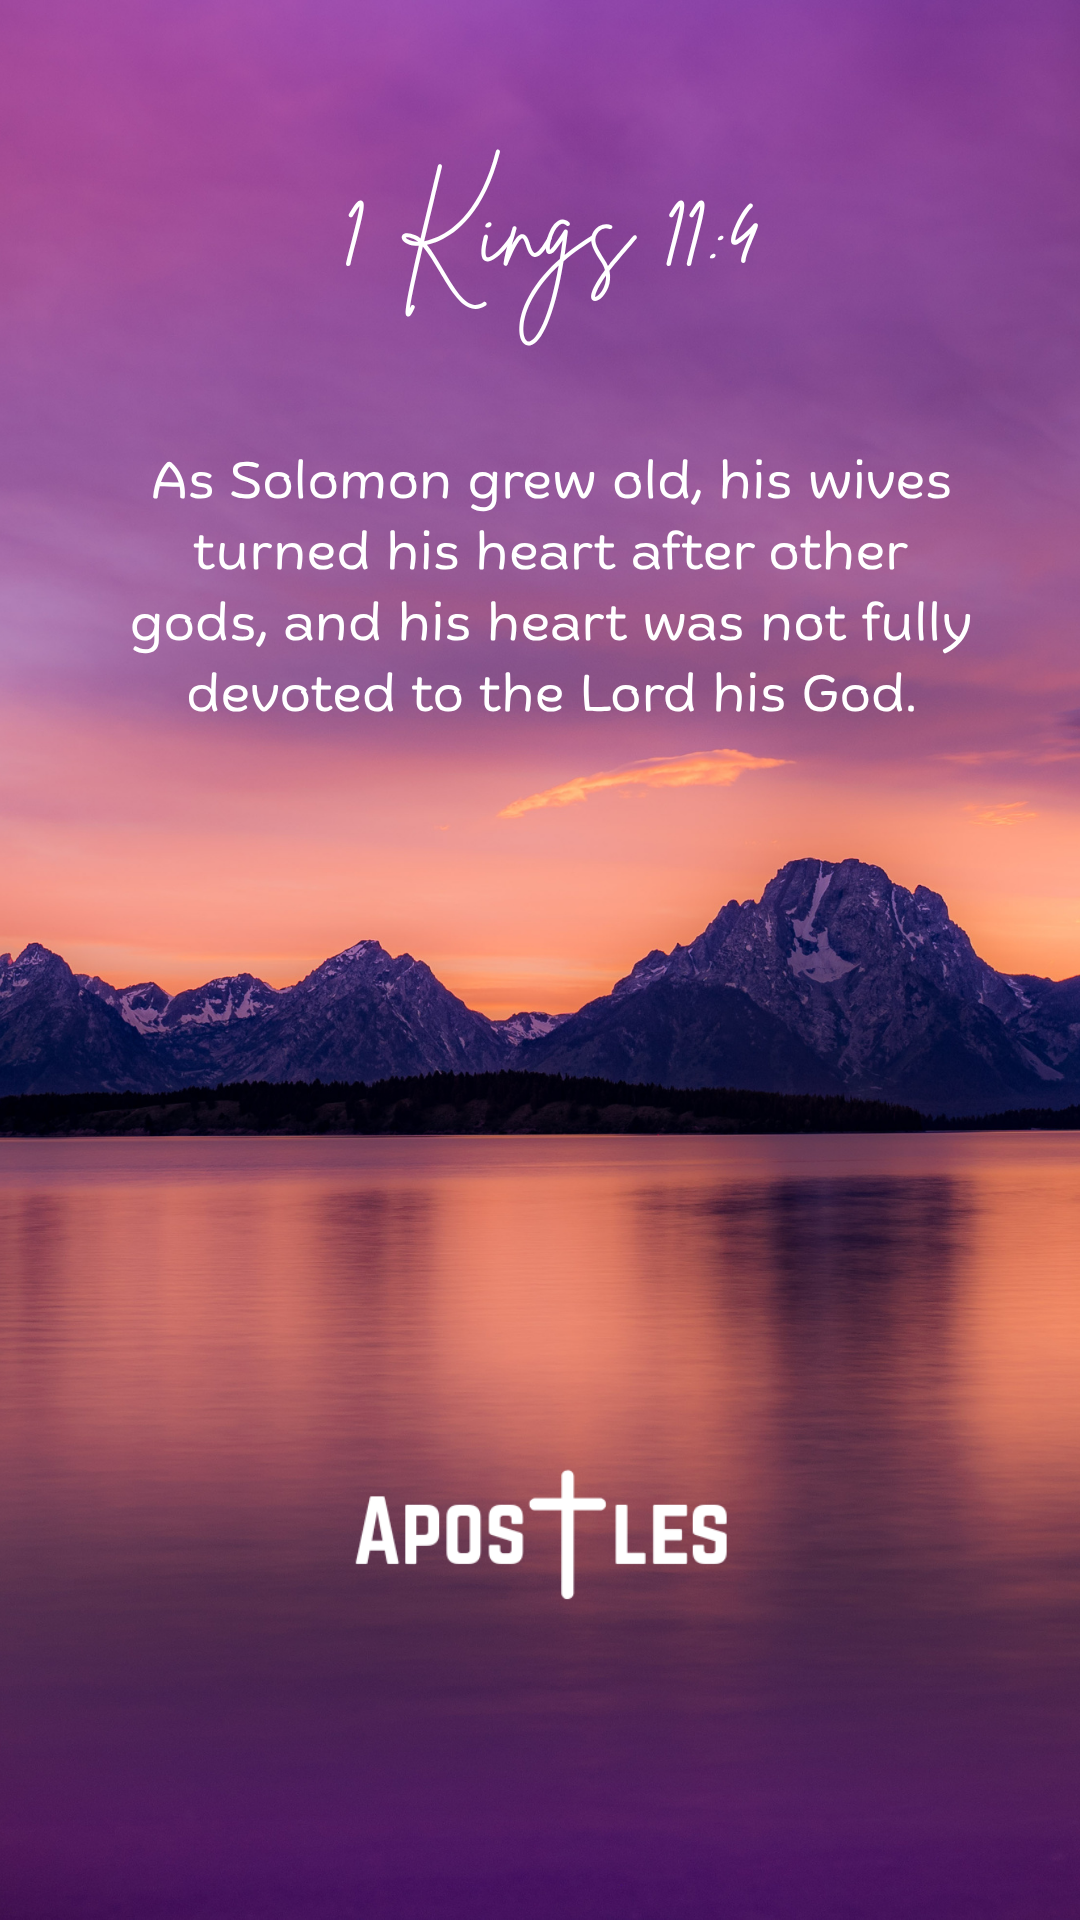 1 Kings 11:4
As Solomon grew old, his wives
turned his heart after other
gods, and his heart was not fully
devoted to the Lord his God.
APOSTLES